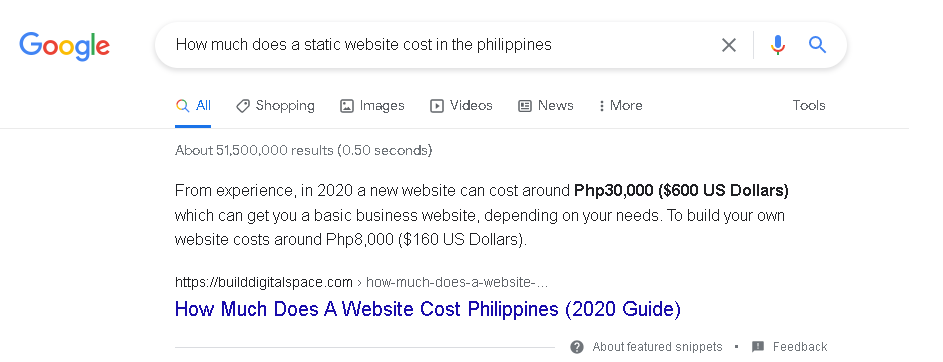 Google
How much does a static website cost in the philippines
All Shopping Images Videos News More Tools
About 51,500,000 results (0.50 seconds)
From experience, in 2020 a new website can cost around Php30,000 ($600 US Dollars)
which can get you a basic business website, depending on your needs. To build your own
website costs around Php8,000 ($160 US Dollars).
https://builddigitalspace.com › how-much-does-a-website-...
How Much Does A Website Cost Philippines (2020 Guide)
About featured snippets • Feedback